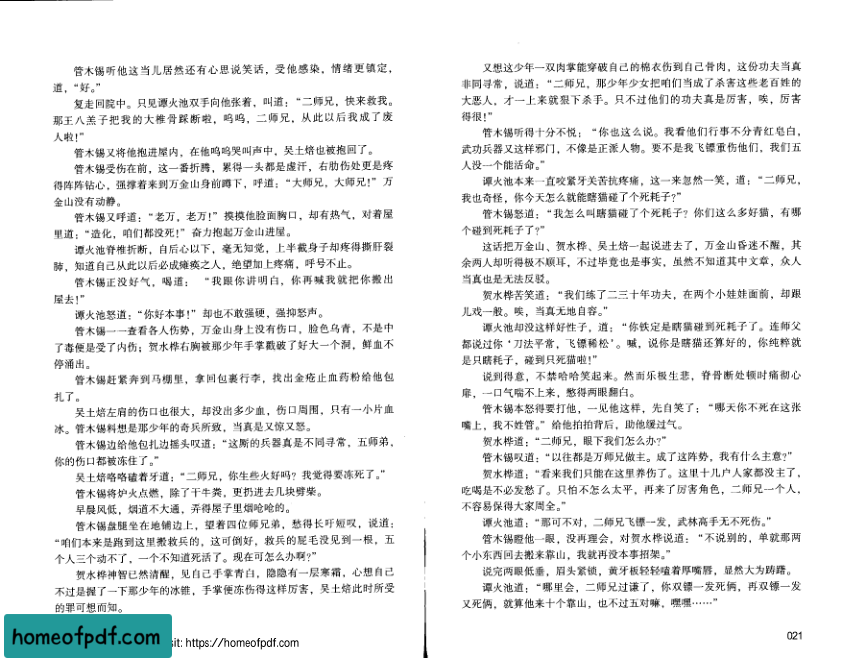 管木锡听他这当儿居然还有心思说笑话，受他感染，情绪更镇定，
道，“好。”
复走回院中。只见谭火池双手向他张着，叫道：“二师兄，快来救我。
那王八羔子把我的大椎骨踩断啦，呜呜，二师兄，从此以后我成了废
人啦！”
管木锡又将他抱进屋内，在他呜呜哭叫声中，吴土焙也被抱回了。
管木锡受伤在前，这一番折腾，累得一头都是虚汗，右肋伤处更是疼
得阵阵钻心，强撑着来到万金山身前蹲下，呼道：“大师兄，大师兄！”万
金山没有动静。
管木锡又呼道：“老万，老万！”摸摸他脸面胸口，却有热气，对着屋
里道：“造化，咱们都没死！”奋力抱起万金山进屋。
谭火池脊椎折断，自后心以下，毫无知觉，上半截身子却疼得撕肝裂
肺，知道自己从此以后必成瘫痪之人，绝望加上疼痛，呼号不止。
管木锡正没好气，喝道： “我跟你讲明白，你再喊我就把你搬出
屋去！”
谭火池怒道：“你好本事！”却也不敢强硬，强抑怒声。
管木锡一一查看各人伤势，万金山身上没有伤口，脸色乌青，不是中
了毒便是受了内伤；贺水桦右胸被那少年手掌戳破了好大一个洞，鲜血不
停涌出。
管木锡赶紧奔到马棚里，拿回包裹行李，找出金疮止血药粉给他包
扎了。
吴土焙左肩的伤口也很大，却没出多少血，伤口周围，只有一小片血
冰。管木锡料想是那少年的奇兵所致，当真是又惊又怒。
管木锡边给他包扎边摇头叹道：“这厮的兵器真是不同寻常，五师弟，
你的伤口都被冻住了。”
吴土焙咯咯磕着牙道：“二师兄，你生些火好吗？我觉得要冻死了。”
管木锡将炉火点燃，除了干牛粪，更扔进去几块劈柴。
早晨风低，烟道不大通，弄得屋子里烟呛呛的。
管木锡盘腿坐在地铺边上，望着四位师兄弟，愁得长吁短叹，说道：
“咱们本来是跑到这里搬救兵的，这可倒好，救兵的屁毛没见到一根，五
个人三个动不了，一个不知道死活了。现在可怎么办啊？”
贺水桦神智已然清醒，见自己手掌青白，隐隐有一层寒霜，心想自己
不过是握了一下那少年的冰锥，手掌便冻伤得这样厉害，吴土焙此时所受
的罪可想而知。
homeofpdf.com
sit: https://homeofpdf.com
又想这少年一双肉掌能穿破自己的棉衣伤到自己骨肉，这份功夫当真
非同寻常，说道：“二师兄，那少年少女把咱们当成了杀害这些老百姓的
大恶人，才一上来就狠下杀手。只不过他们的功夫真是厉害，唉，厉害
得很！”
管木锡听得十分不悦：“你也这么说。我看他们行事不分青红皂白，
武功兵器又这样邪门，不像是正派人物。要不是我飞镖重伤他们，我们五
人没一个能活命。”
谭火池本来一直咬紧牙关苦抗疼痛，这一来忽然一笑，道：“二师兄，
我也奇怪，你今天怎么就能瞎猫碰了个死耗子？”
管木锡怒道：“我怎么叫瞎猫碰了个死耗子？你们这么多好猫，有哪
个碰到死耗子了？”
这话把万金山、贺水桦、吴土焙一起说进去了，万金山昏迷不醒，其
余两人却听得极不顺耳，不过毕竟也是事实，虽然不知道其中文章，众人
当真也是无法反驳。
贺水桦苦笑道：“我们练了二三十年功夫，在两个小娃娃面前，却跟
儿戏一般。唉，当真无地自容。”
谭火池却没这样好性子，道：“你铁定是瞎猫碰到死耗子了。连师父
都说过你‘刀法平常，飞镖稀松’。喊，说你是瞎猫还算好的，你纯粹就
是只瞎耗子，碰到只死猫啦！”
说到得意，不禁哈哈笑起来。然而乐极生悲，脊骨断处顿时痛彻心
扉，一口气喘不上来，憋得两眼翻白。
管木锡本怒得要打他，一见他这样，先自笑了：“哪天你不死在这张
嘴上，我不姓管。”给他拍拍背后，助他缓过气。
贺水桦道：“二师兄，眼下我们怎么办？”
管木锡叹道：“以往都是万师兄做主。成了这阵势，我有什么主意？”
贺水桦道：“看来我们只能在这里养伤了。这里十几户人家都没主了，
吃喝是不必发愁了。只怕不怎么太平，再来了厉害角色，二师兄一个人，
不容易保得大家周全。”
谭火池道：“那可不对，二师兄飞镖一发，武林高手无不死伤。”
管木锡瞪他一眼，没再理会，对贺水桦说道：“不说别的，单就那两
个小东西回去搬来靠山，我就再没本事招架。”
说完两眼低垂，眉头紧锁，黄牙板轻轻嗑着厚嘴唇，显然大为踌躇。
谭火池道：“哪里会，二师兄过谦了，你双镖一发死俩，再双镖一发
又死俩，就算他来十个靠山，也不过五对嘛，嘿嘿……”
021